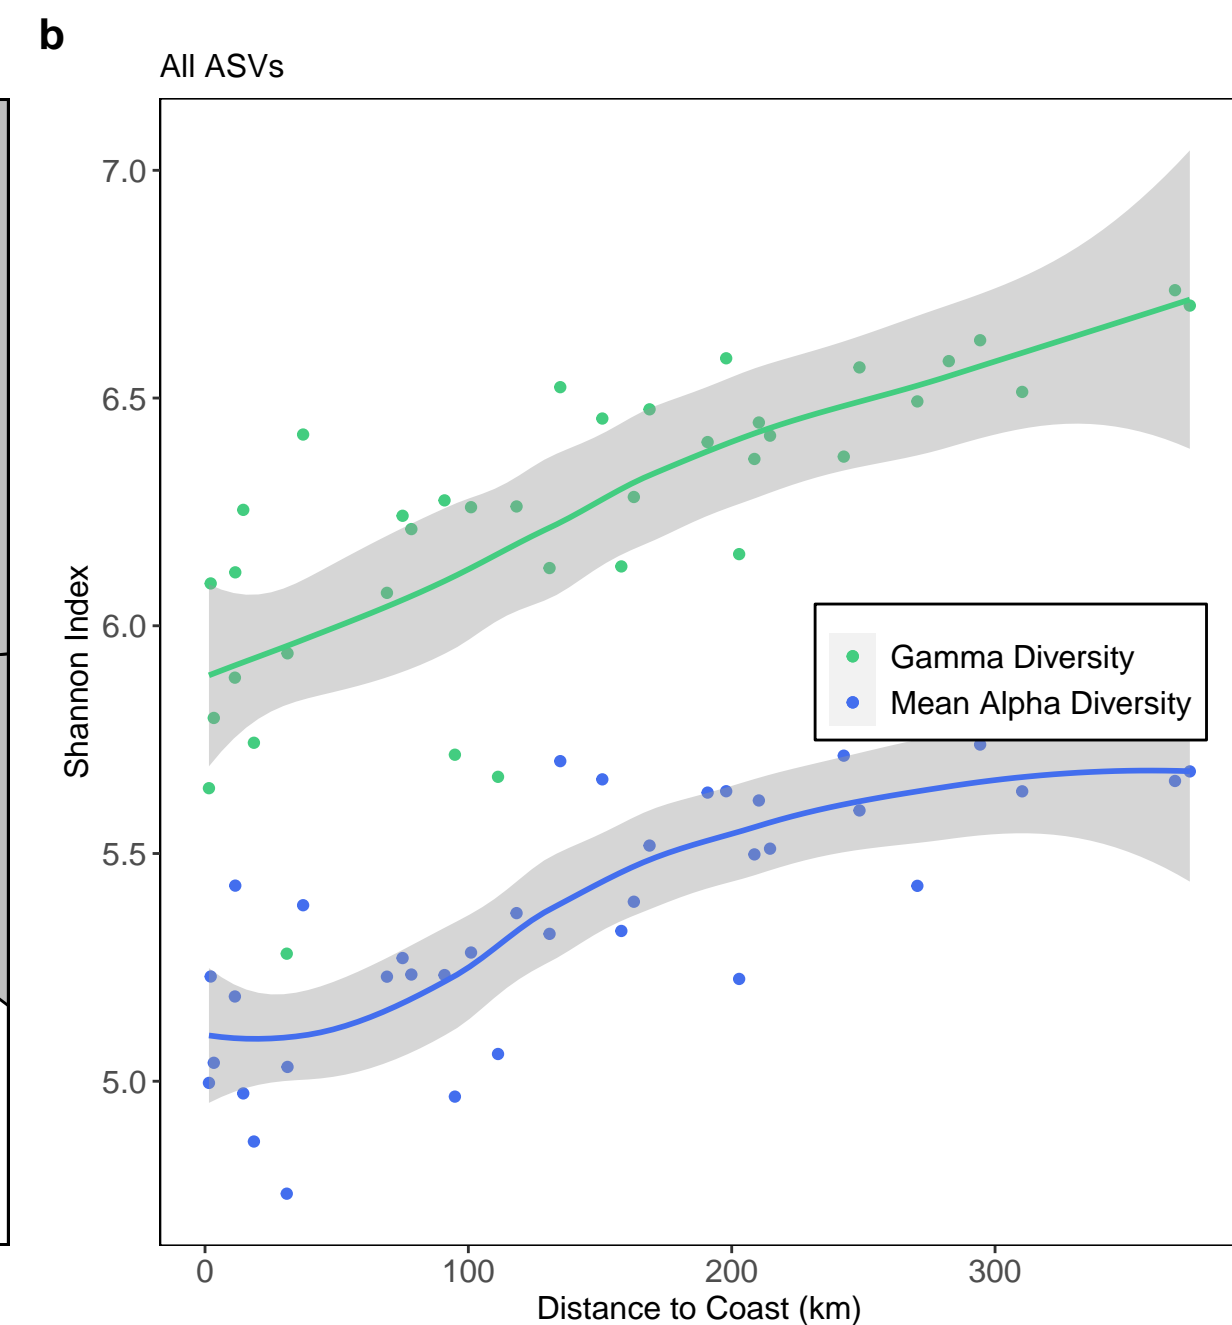 b
All ASVs
7.0
6.5
6.0
5.5
5.0
Shannon Index
Gamma Diversity
Mean Alpha Diversity
0 100 200 300
Distance to Coast (km)